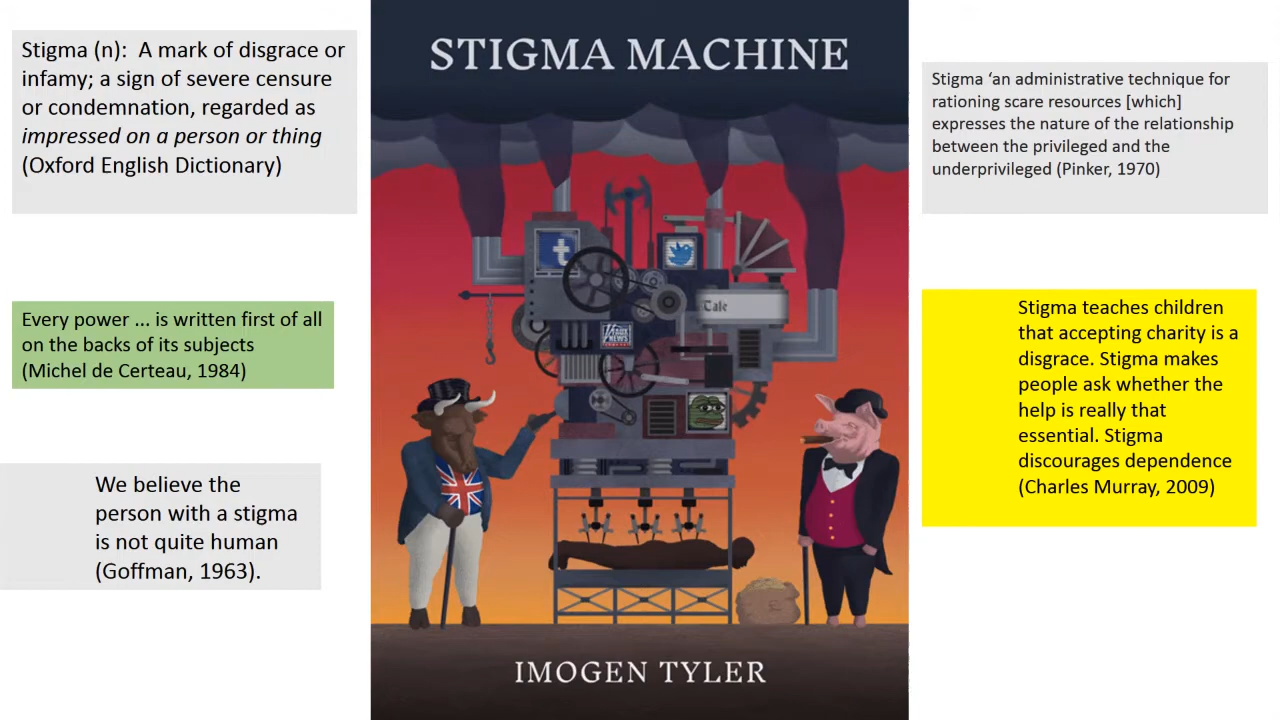 Stigma (n):  A mark of disgrace or
infamy; a sign of severe censure
or condemnation, regarded as
impressed on a person or thing
(Oxford English Dictionary)
Every power ... is written first of all
on the backs of its subjects
(Michel de Certeau, 1984)
We believe the
person with a stigma
is not quite human
(Goffman, 1963).
STIGMA MACHINE
t
Tale
NEWS
IMOGEN TYLER
Stigma ‘an administrative technique for
rationing scare resources [which]
expresses the nature of the relationship
between the privileged and the
underprivileged (Pinker, 1970)
Stigma teaches children
that accepting charity is a
disgrace. Stigma makes
people ask whether the
help is really that
essential. Stigma
discourages dependence
(Charles Murray, 2009)